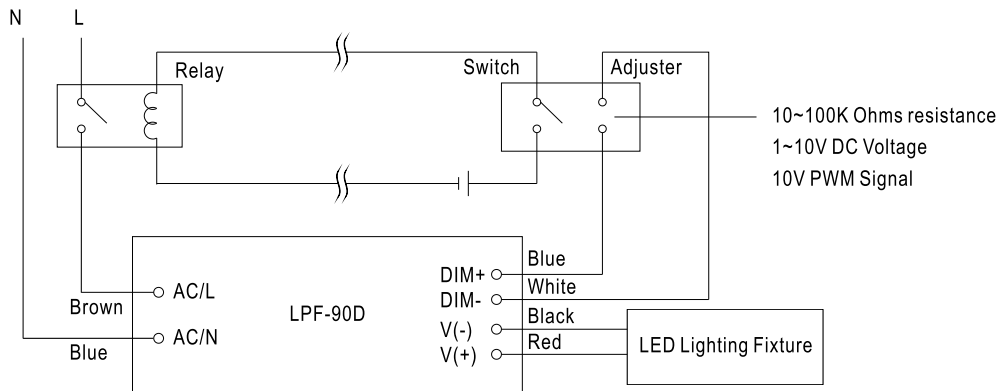 N
L
Relay
Switch
Adjuster
10~100K Ohms resistance
1~10V DC Voltage
10V PWM Signal
Blue
DIM+
White
DIM-
Black
V(-)
Red
V(+)
AC/L
Brown
LPF-90D
AC/N
Blue
LED Lighting Fixture